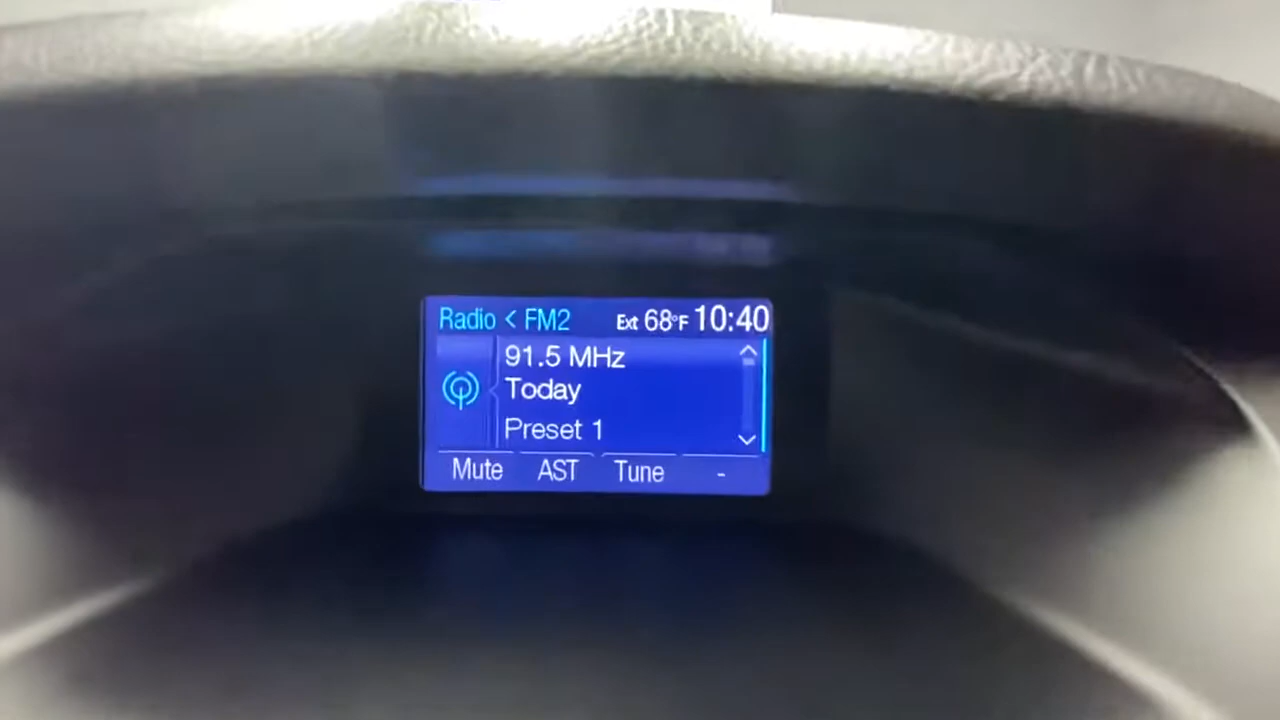 Radio < FM2 Ext 68°F 10:40
91.5 MHz
Today
Preset 1
Mute AST Tune -